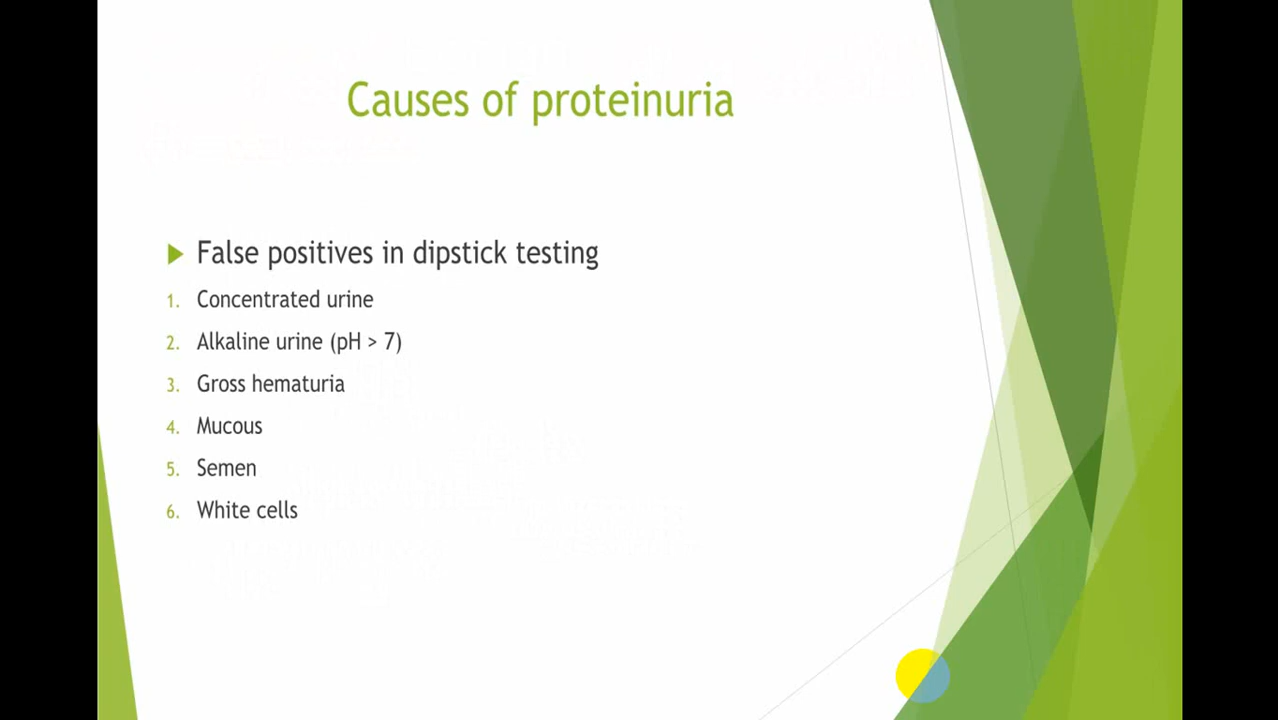 Causes of proteinuria
False positives in dipstick testing
1. Concentrated urine
2. Alkaline urine (pH > 7)
3. Gross hematuria
4. Mucous
5. Semen
6. White cells